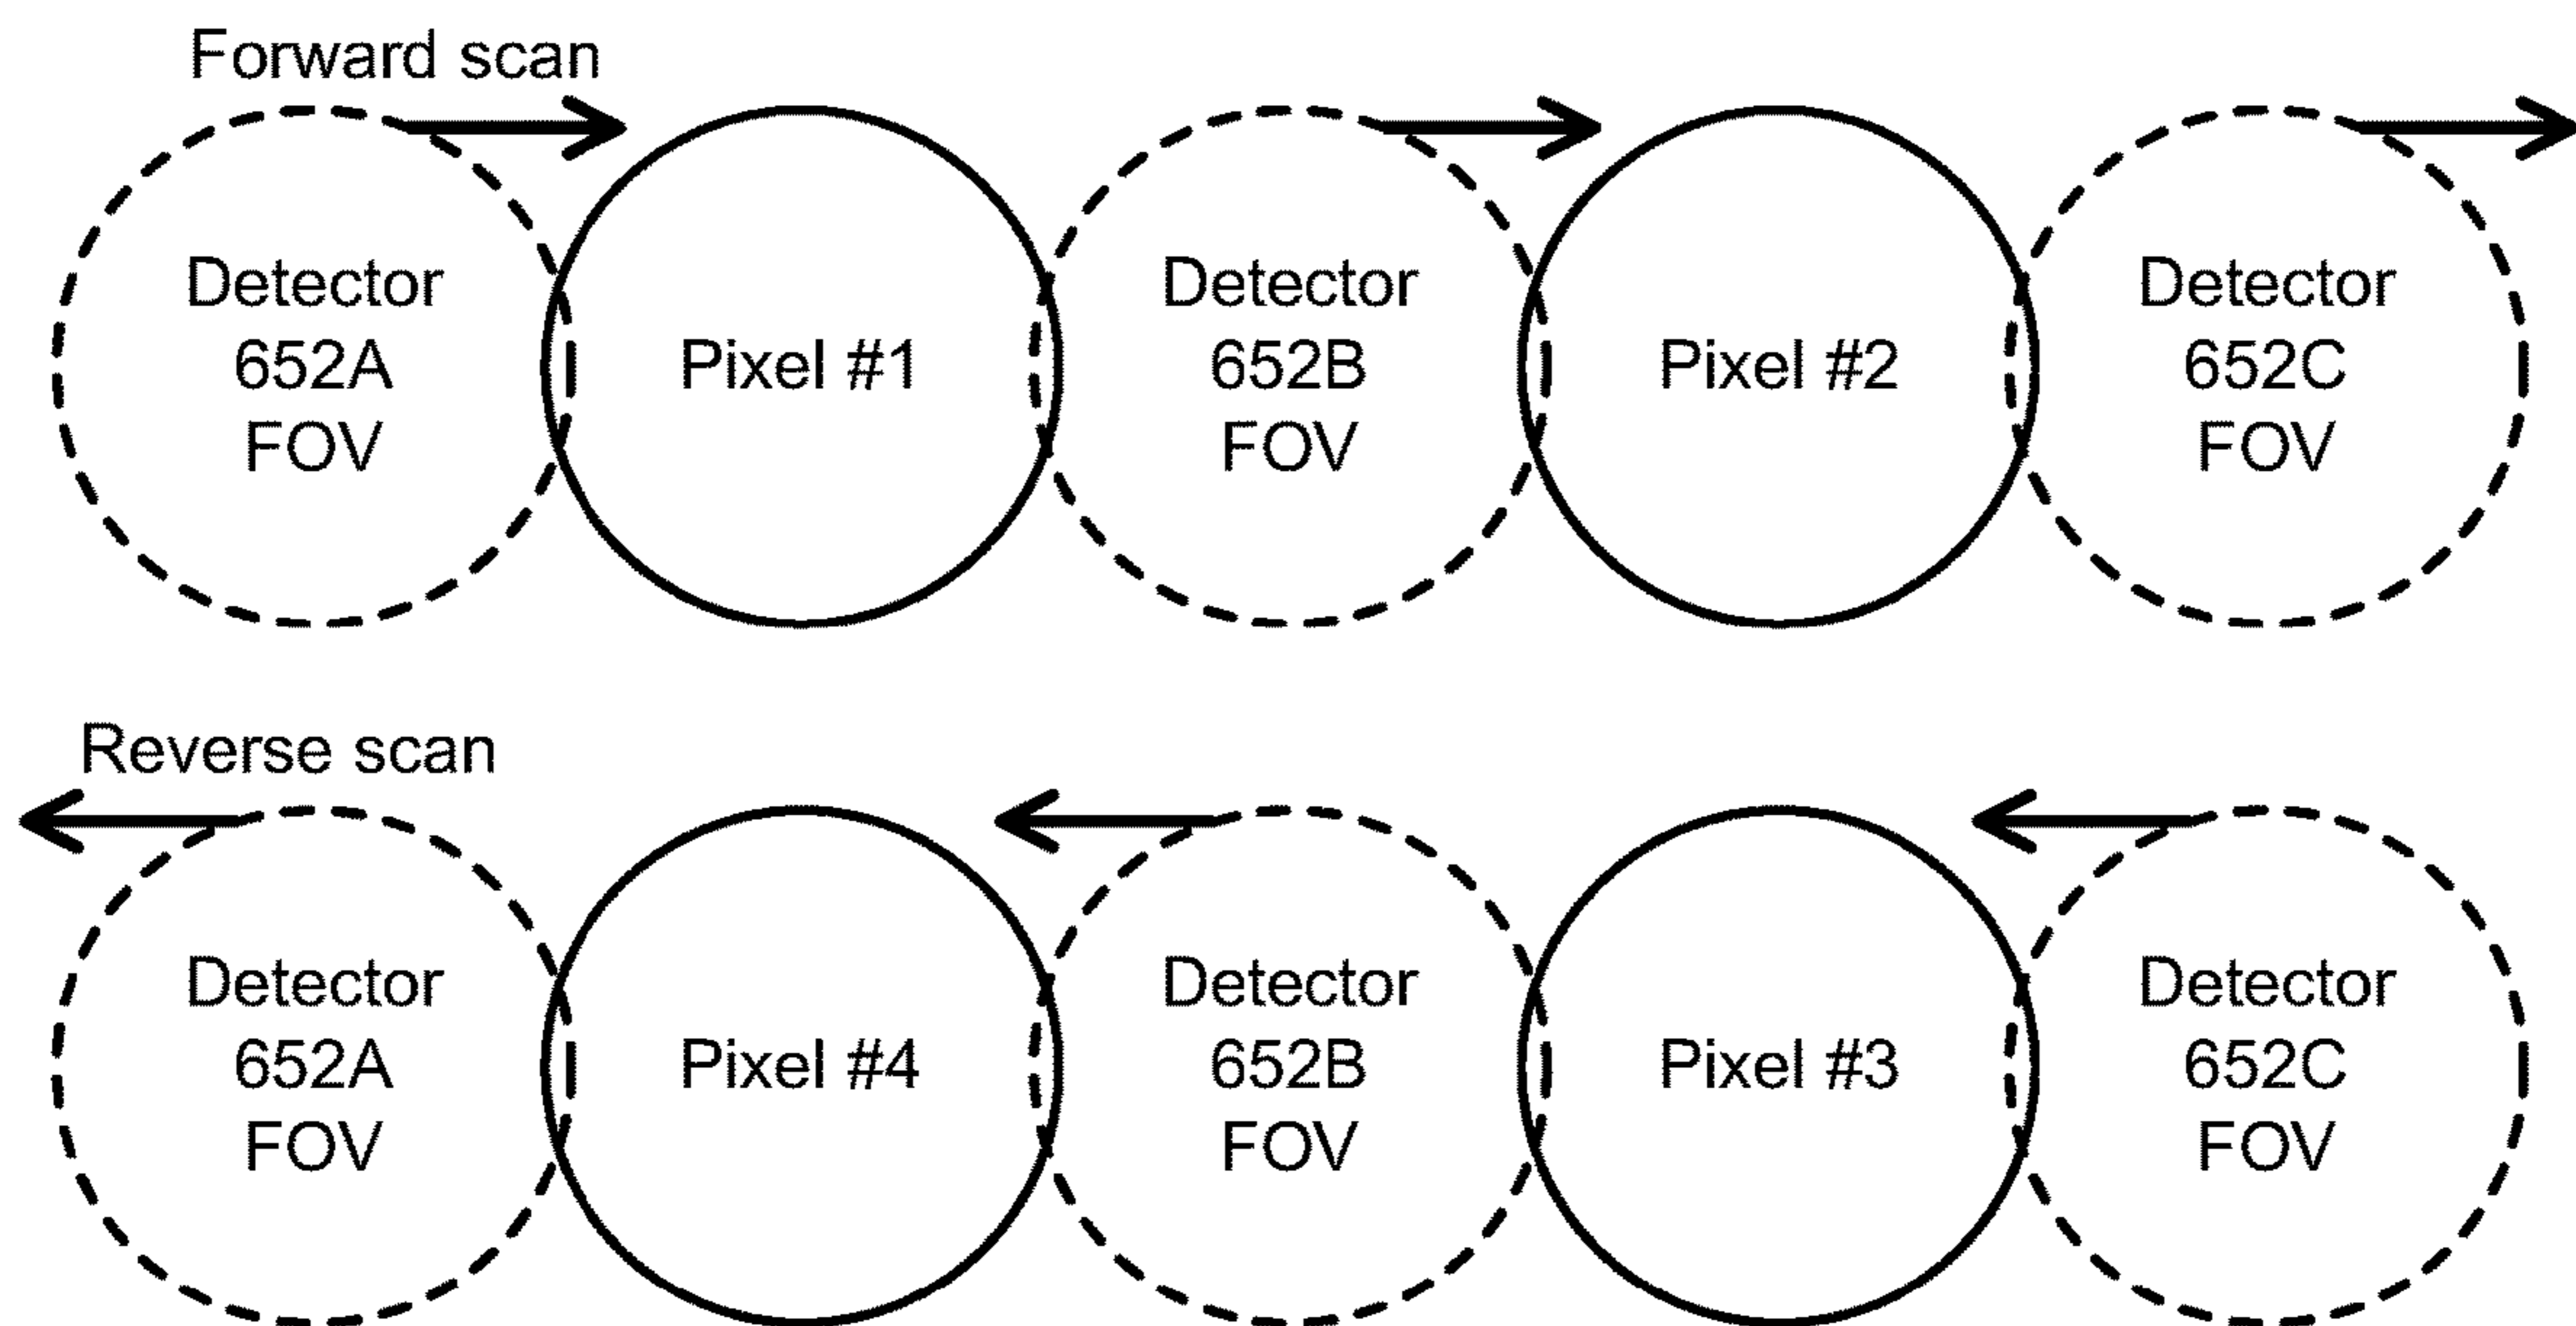 Forward scan
Detector
652A
FOV
Pixel #1
Detector
652B
FOV
Pixel #2
Detector
652C
FOV
Reverse scan
Detector
652A
FOV
Pixel #4
Detector
652B
FOV
Pixel #3
Detector
652C
FOV